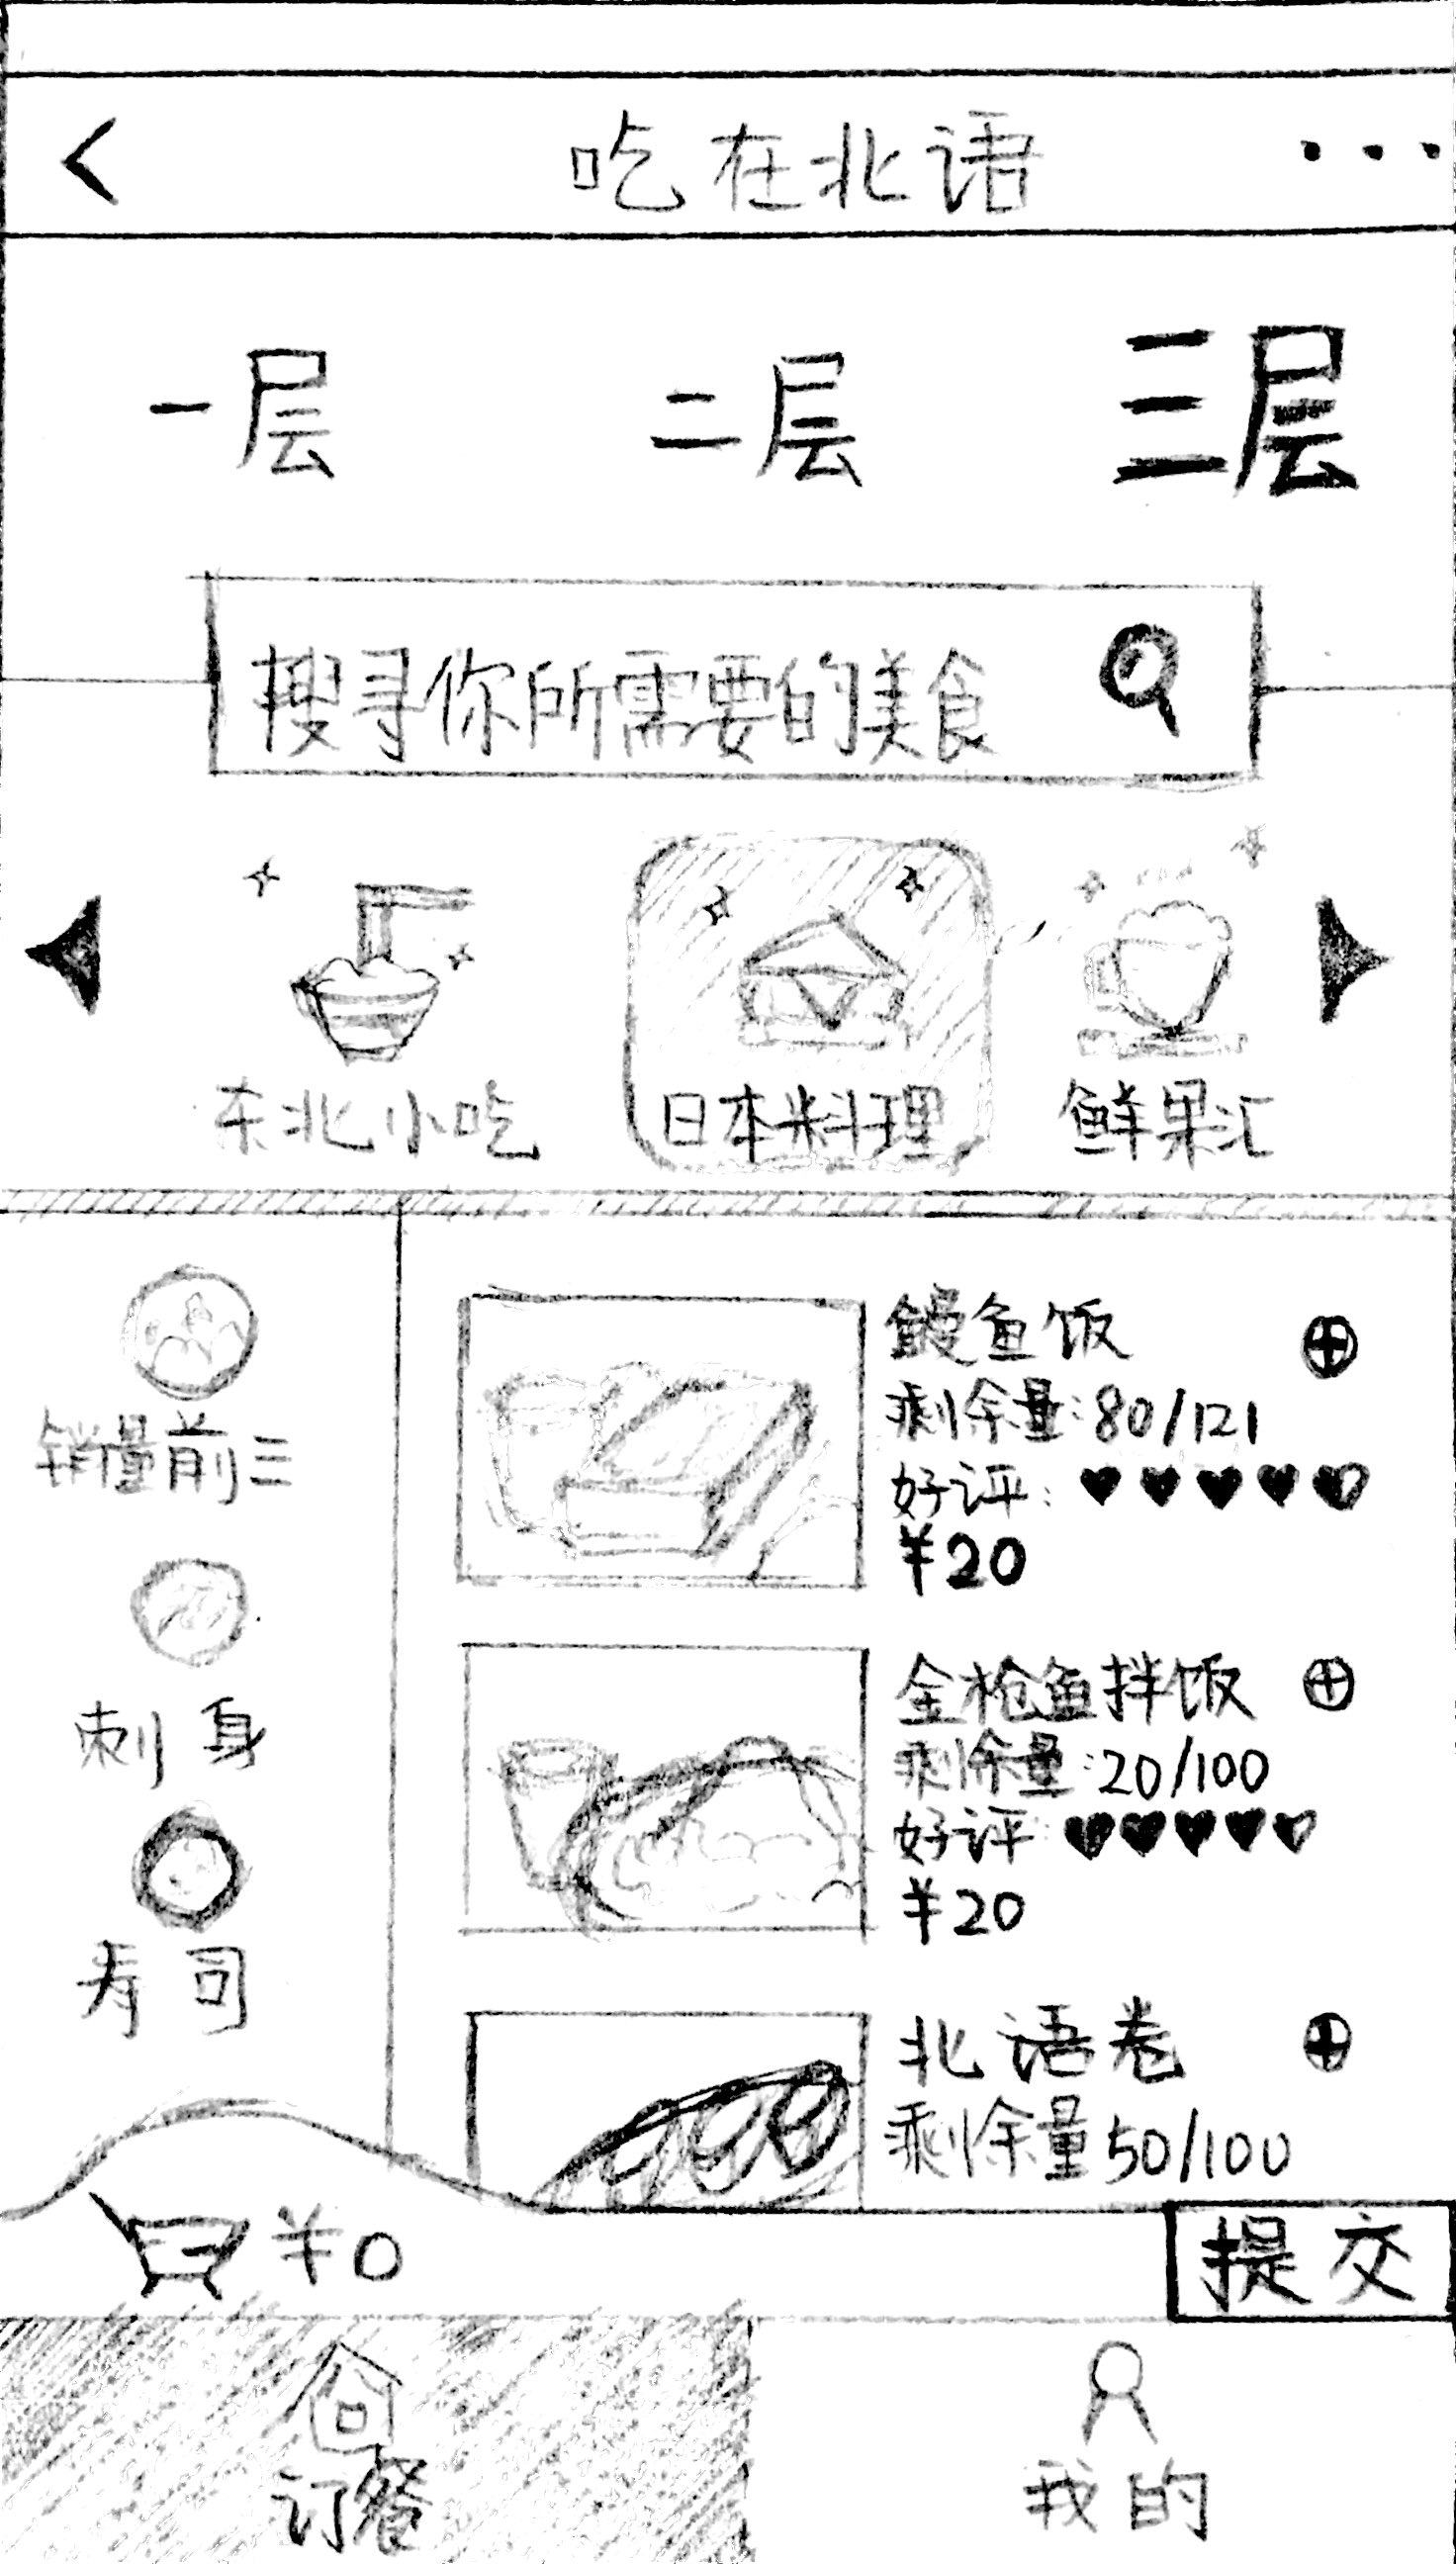 吃在北语
一层 二层 三层
搜寻你所需要的美食
东北小吃 日本料理 鲜果汇
销量前三
刺身
寿司
鳗鱼饭
剩余量:80/121
好评:
¥20
金枪鱼拌饭
剩余量:20/100
好评:
¥20
北语卷
剩余量50/100
¥0
提交
订餐
我的